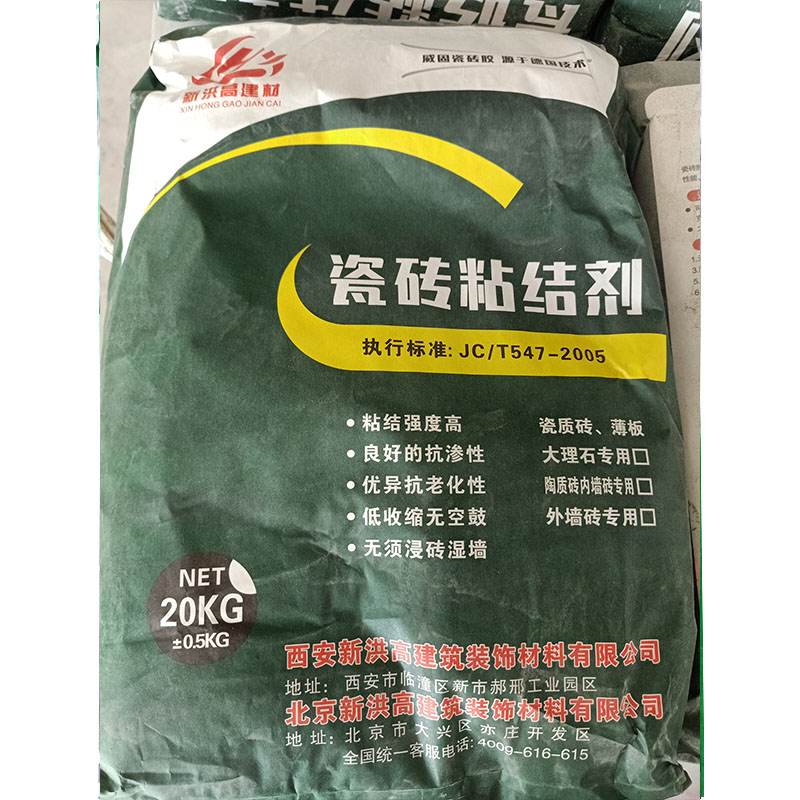 瓷砖粘结
新洪高建材
XIN HONG GAO JIAN CAI
威固瓷砖胶 源于德国技术
瓷砖粘结剂
执行标准: JC/T547-2005
• 粘结强度高 瓷质砖、薄板
• 良好的抗渗性 大理石专用□
• 优异抗老化性 陶质砖内墙砖专用□
• 低收缩无空鼓 外墙砖专用□
• 无须浸砖湿墙
NET
20KG
±0.5KG
西安新洪高建筑装饰材料有限公司
地址: 西安市临潼区新市郝邢工业园区
北京新洪高建筑装饰材料有限公司
地址: 北京市大兴区亦庄开发区
全国统一客服电话: 4009-616-615
瓷砖
性能、